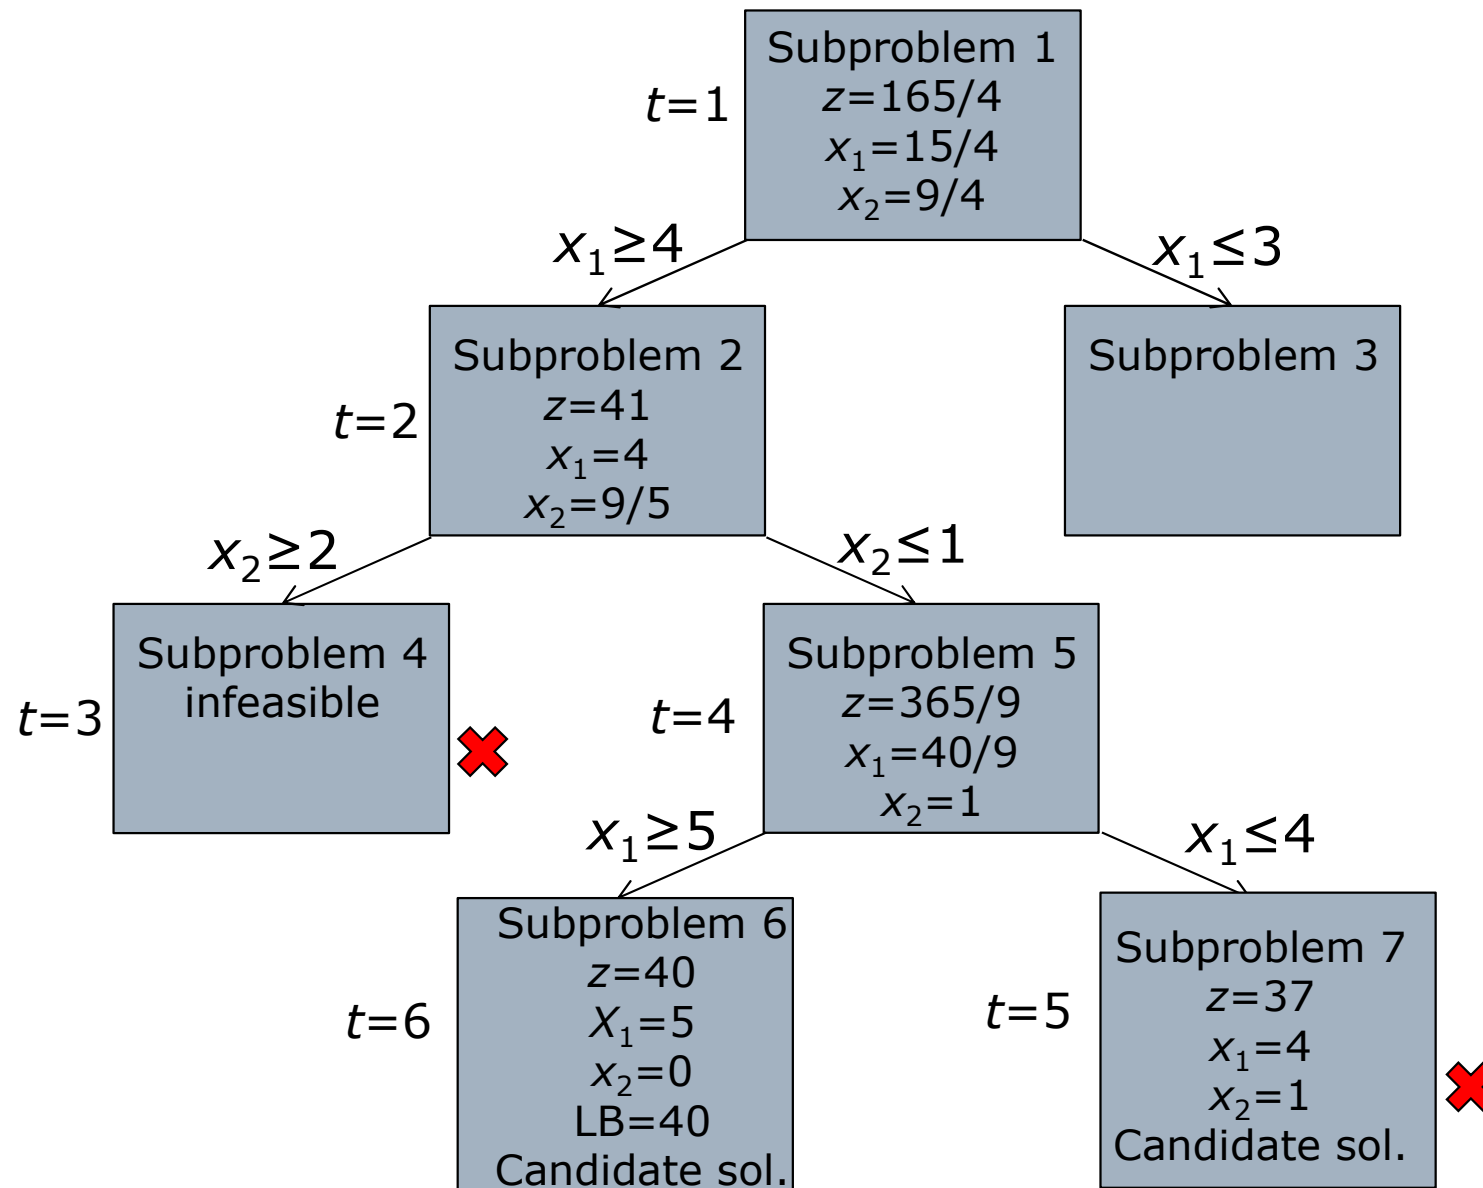 Subproblem 1
t=1
z=165/4
x₁=15/4
x₂=9/4
x₁≥4
x₁≤3
Subproblem 2
t=2
z=41
x₁=4
x₂=9/5
Subproblem 3
x₂≥2
x₂≤1
Subproblem 4
infeasible
t=3
Subproblem 5
t=4
z=365/9
x₁=40/9
x₂=1
x₁≥5
x₁≤4
Subproblem 6
z=40
t=6
X₁=5
x₂=0
LB=40
Candidate sol.
Subproblem 7
t=5
z=37
x₁=4
x₂=1
Candidate sol.